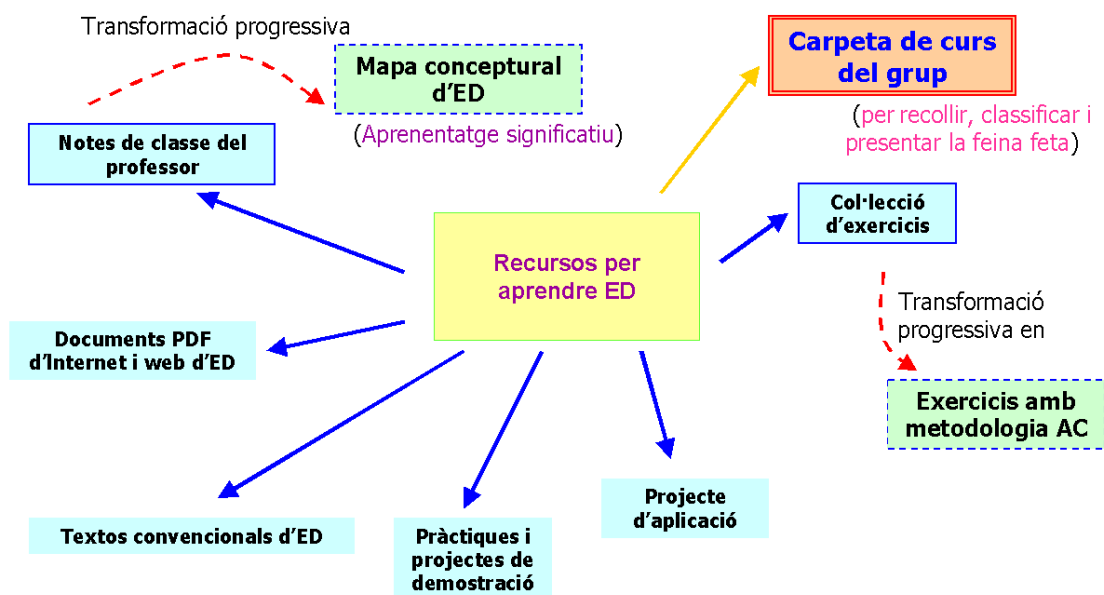 Transformació progressiva
Mapa conceptural
d'ED
(Aprenentatge significatiu)
Carpeta de curs
del grup
(per recollir, classificar i
presentar la feina feta)
Notes de classe del
professor
Col·lecció
d'exercicis
Recursos per
aprendre ED
Transformació
progressiva en
Documents PDF
d'Internet i web d'ED
Exercicis amb
metodologia AC
Projecte
d'aplicació
Textos convencionals d'ED
Pràctiques i
projectes de
demostració